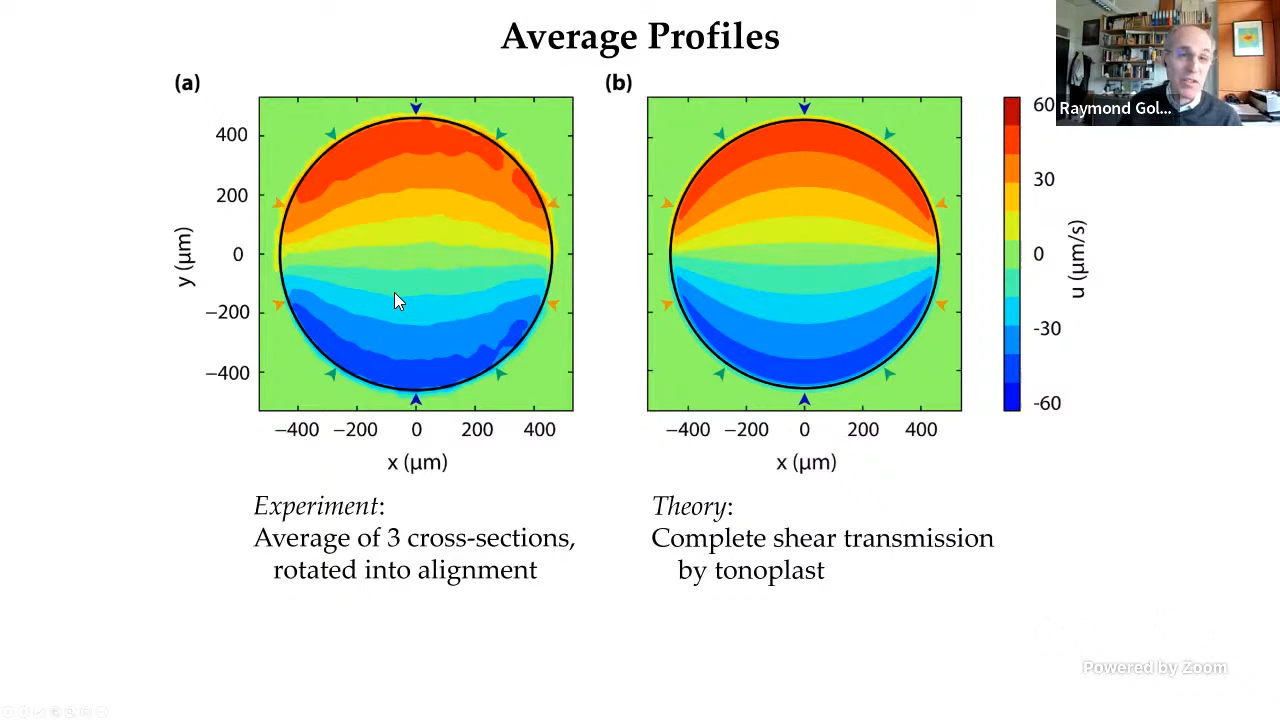 Average Profiles
Raymond Gol...
(a)
(b)
400
200
0
−200
−400
y (μm)
−400 −200 0 200 400
x (μm)
−400 −200 0 200 400
x (μm)
60
30
0
-30
-60
u (μm/s)
Experiment:
Average of 3 cross-sections,
rotated into alignment
Theory:
Complete shear transmission
by tonoplast
Powered by Zoom